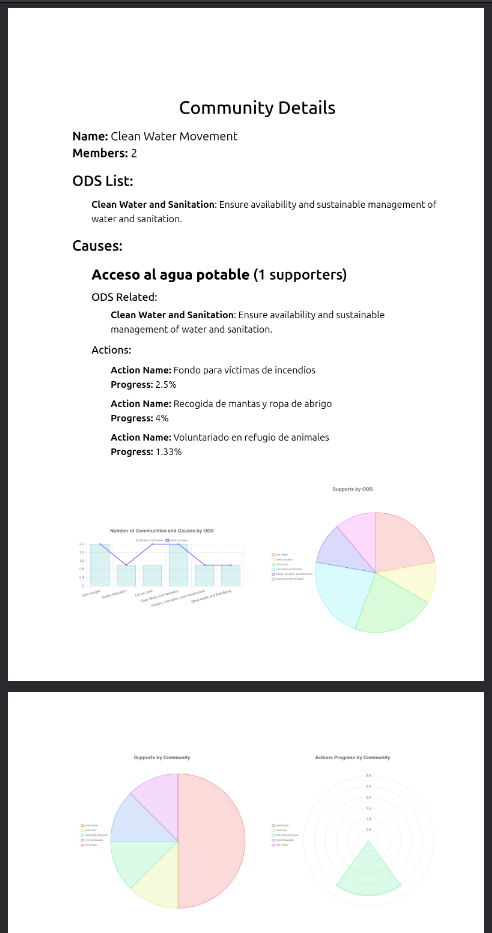 Community Details
Name: Clean Water Movement
Members: 2
ODS List:
Clean Water and Sanitation: Ensure availability and sustainable management of
water and sanitation.
Causes:
Acceso al agua potable (1 supporters)
ODS Related:
Clean Water and Sanitation: Ensure availability and sustainable
management of water and sanitation.
Actions:
Action Name: Fondo para víctimas de incendios
Progress: 2.5%
Action Name: Recogida de mantas y ropa de abrigo
Progress: 4%
Action Name: Voluntariado en refugio de animales
Progress: 1.33%
Supports by ODS
Number of Communities and Causes by ODS
Supports by Community
Actions Progress by Community